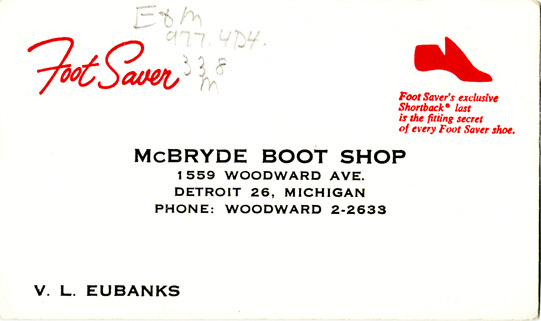 E&M
977.4D4.
338
m
Foot Saver
Foot Saver's exclusive
Shortback® last
is the fitting secret
of every Foot Saver shoe.
McBRYDE BOOT SHOP
1559 WOODWARD AVE.
DETROIT 26, MICHIGAN
PHONE: WOODWARD 2-2633
V. L. EUBANKS